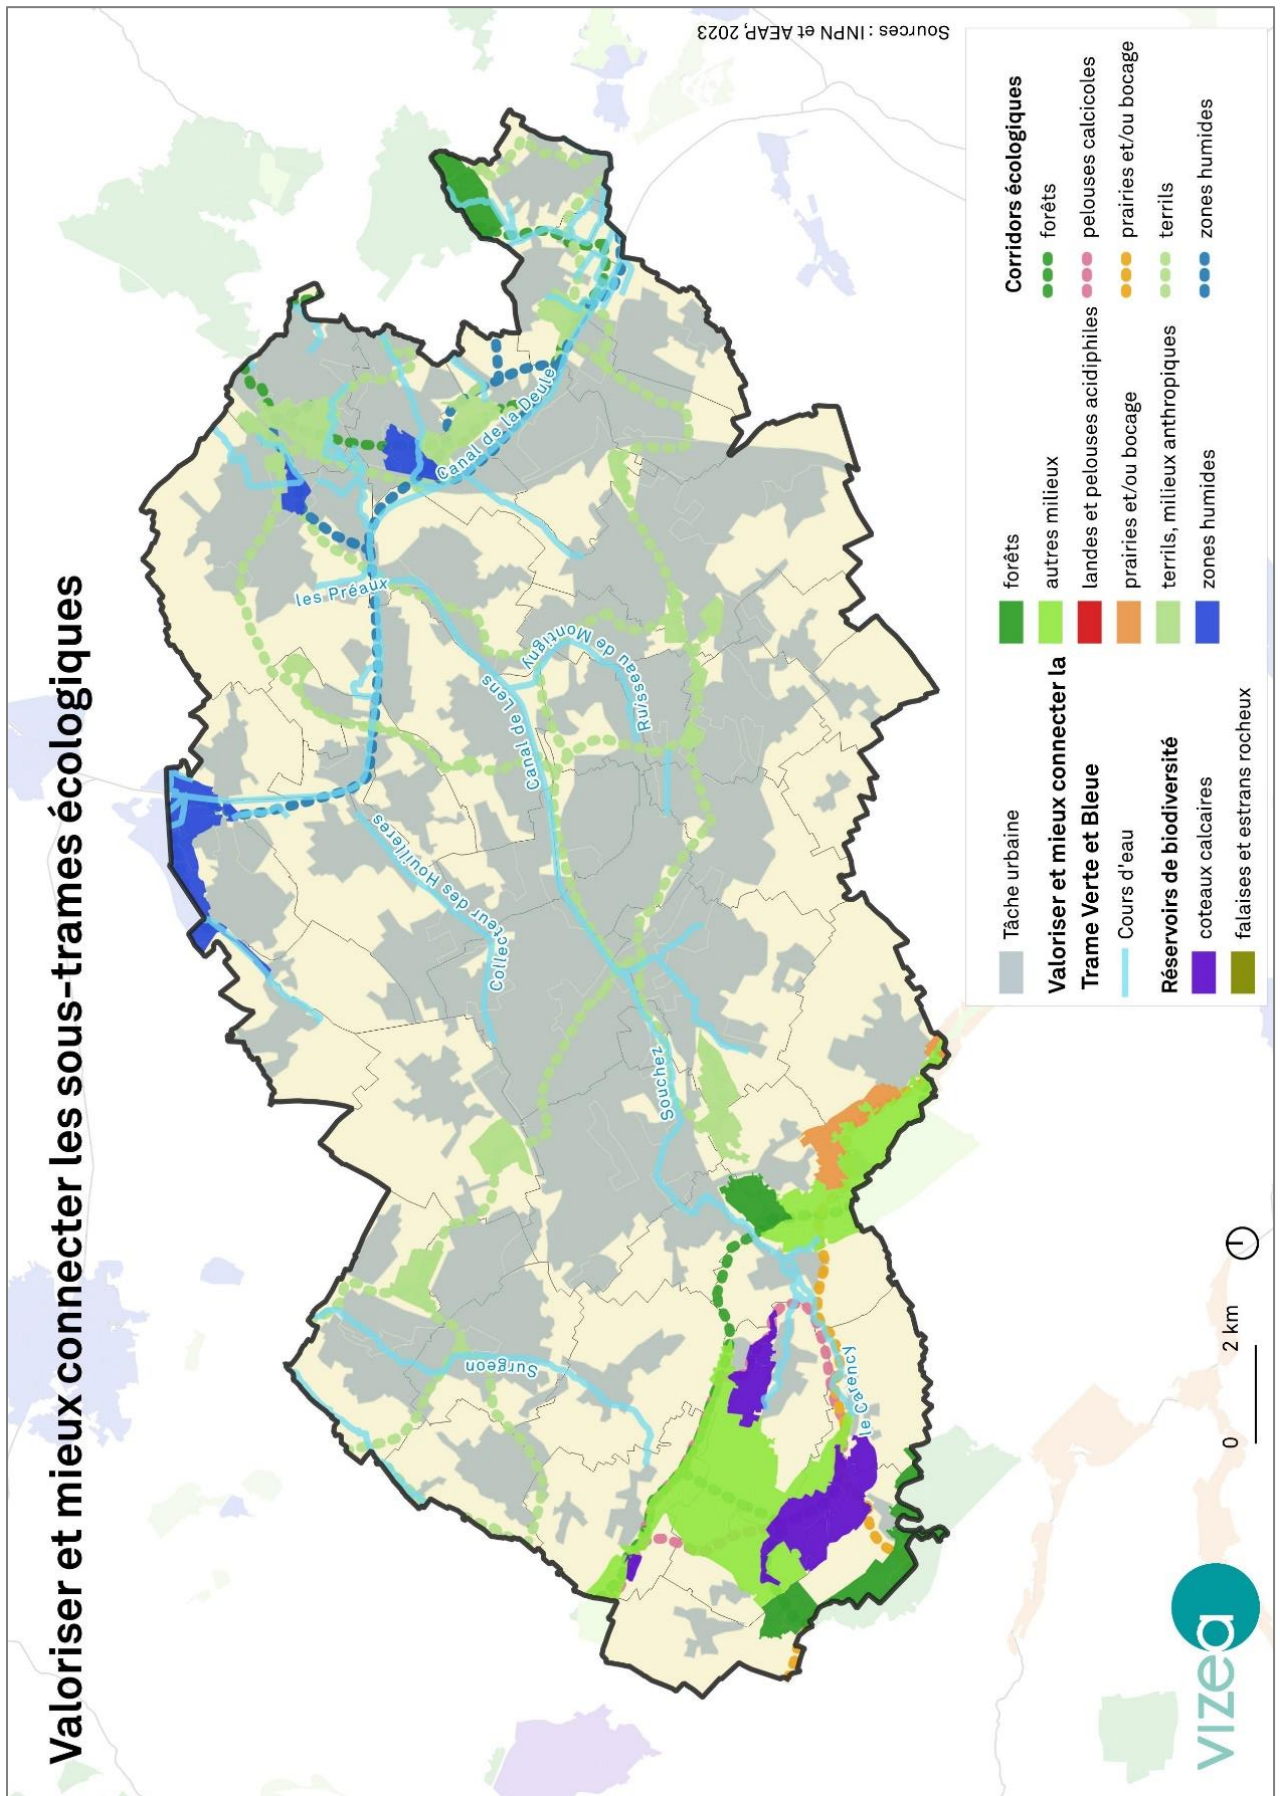 Valoriser et mieux connecter les sous-trames écologiques
Sources : INPN et AEAP, 2023
les Préaux
Canal de la Deule
Canal de Lens
Ruisseau de Montigny
Collecteur des Houillères
Souchez
Surgeon
le Carency
Tâche urbaine
Valoriser et mieux connecter la
Trame Verte et Bleue
Cours d'eau
Réservoirs de biodiversité
coteaux calcaires
falaises et estrans rocheux
forêts
autres milieux
landes et pelouses acidiphiles
prairies et/ou bocage
terrils, milieux anthropiques
zones humides
Corridors écologiques
forêts
pelouses calcicoles
prairies et/ou bocage
terrils
zones humides
0 2 km
vizea